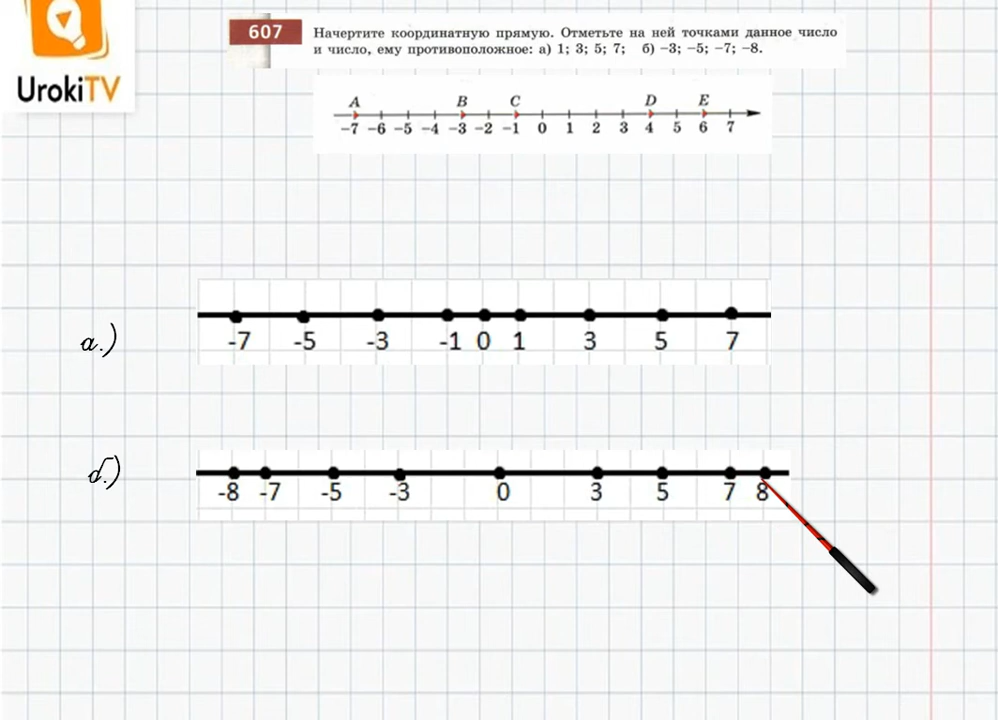 UrokiTV
607
Начертите координатную прямую. Отметьте на ней точками данное число
и число, ему противоположное: а) 1; 3; 5; 7; б) −3; −5; −7; −8.
A B C D E
−7 −6 −5 −4 −3 −2 −1 0 1 2 3 4 5 6 7
а.)
-7 -5 -3 -1 0 1 3 5 7
б.)
-8 -7 -5 -3 0 3 5 7 8